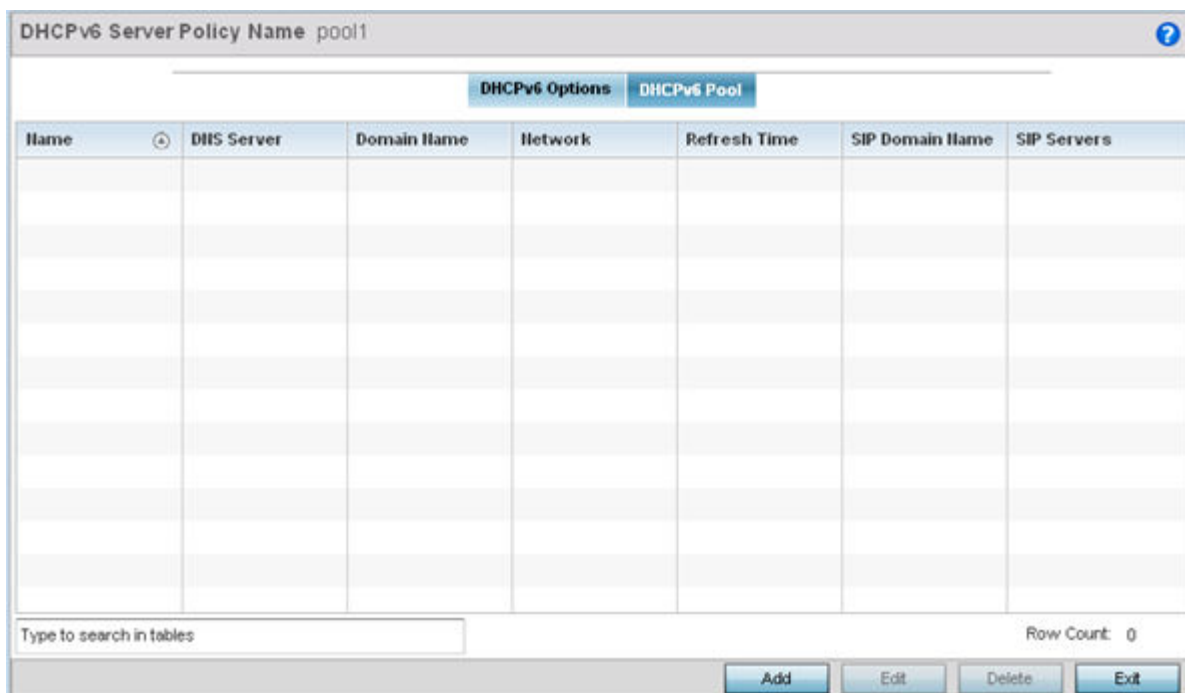 DHCPv6 Server Policy Name pool1
?
DHCPv6 Options DHCPv6 Pool
Name DNS Server Domain Name Network Refresh Time SIP Domain Name SIP Servers
Type to search in tables Row Count: 0
Add Edit Delete Exit